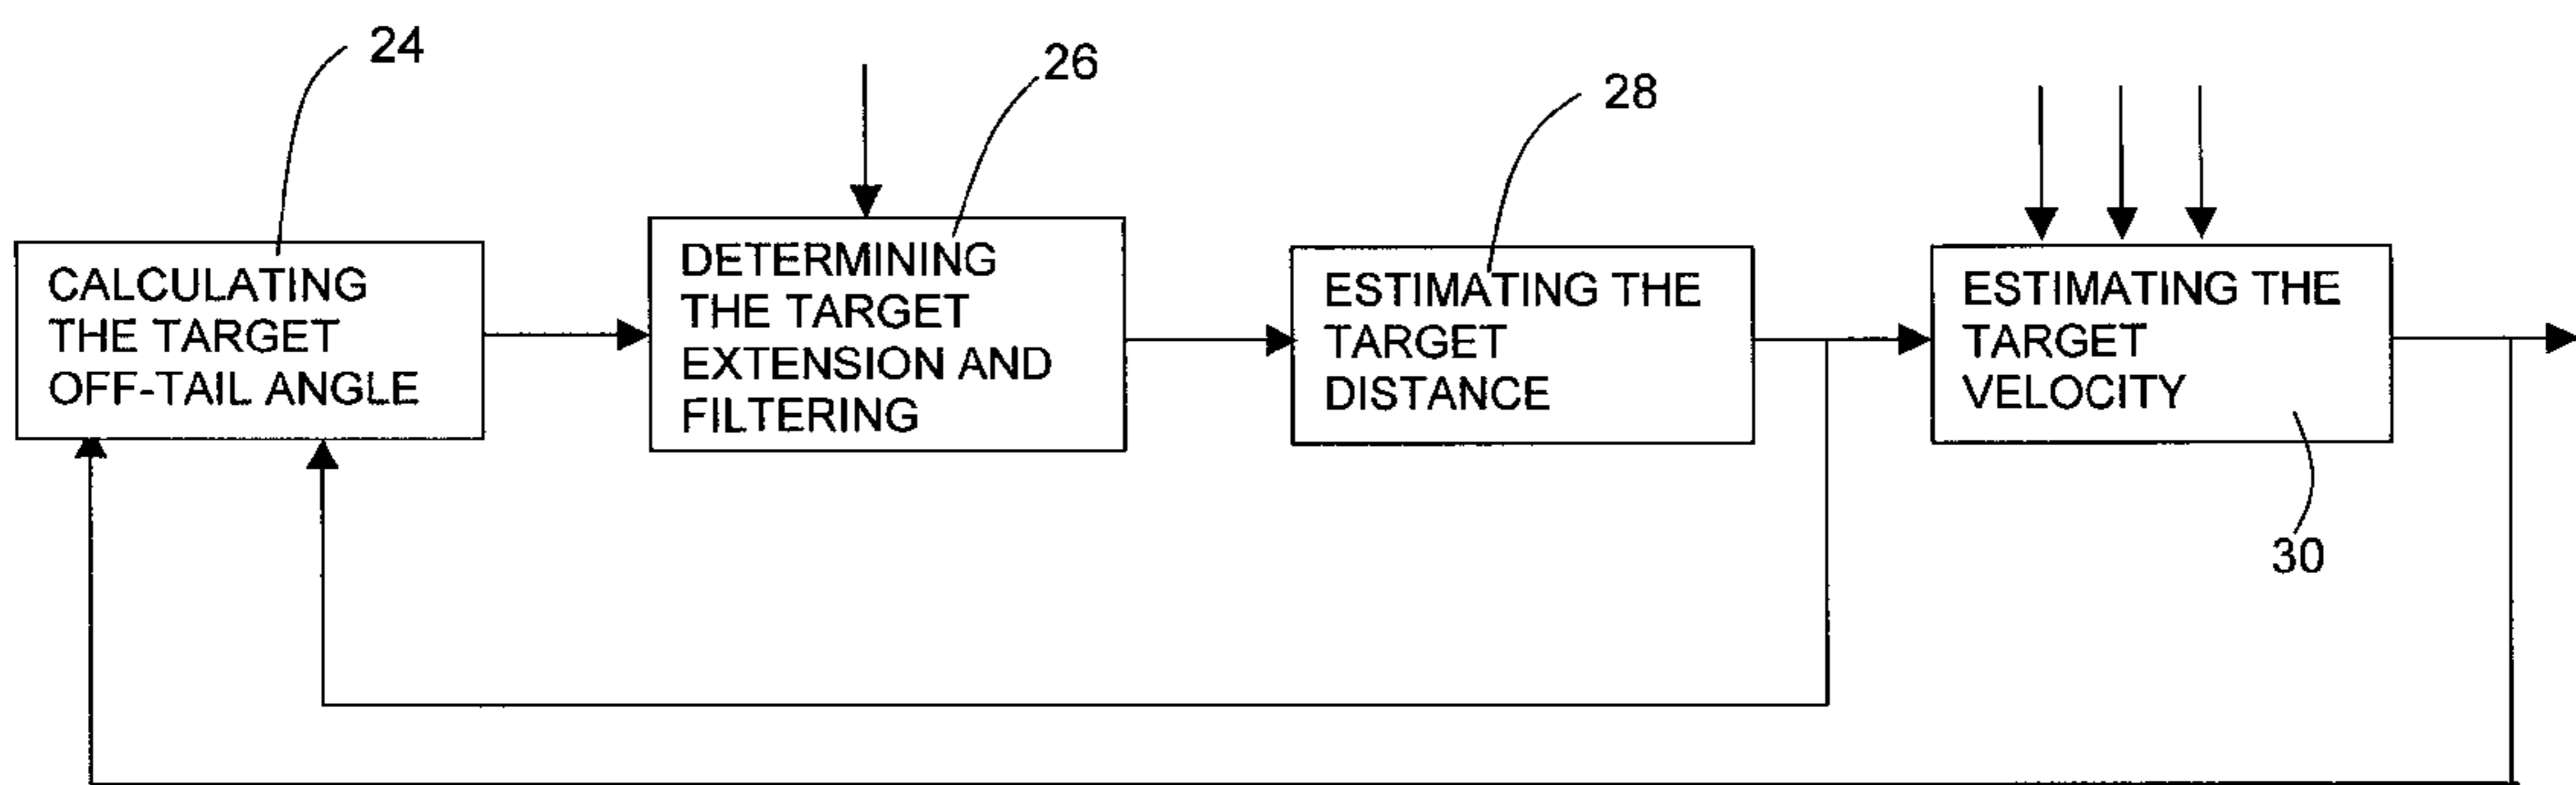 24
26
28
CALCULATING
THE TARGET
OFF-TAIL ANGLE
DETERMINING
THE TARGET
EXTENSION AND
FILTERING
ESTIMATING THE
TARGET
DISTANCE
ESTIMATING THE
TARGET
VELOCITY
30